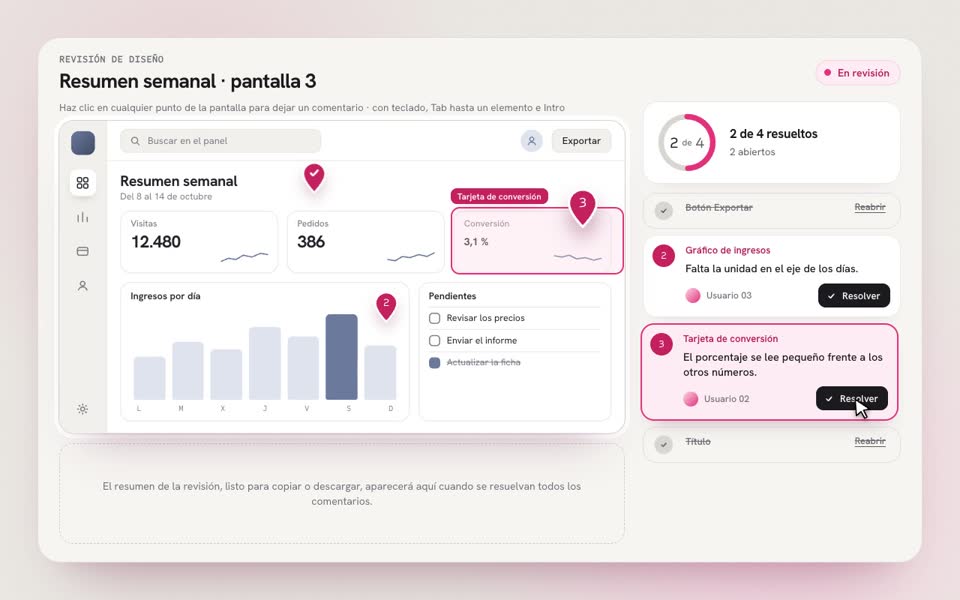 REVISIÓN DE DISEÑO
Resumen semanal · pantalla 3
En revisión
Haz clic en cualquier punto de la pantalla para dejar un comentario · con teclado, Tab hasta un elemento e Intro
Buscar en el panel
Exportar
Resumen semanal
Del 8 al 14 de octubre
Tarjeta de conversión
3
Visitas
12.480
Pedidos
386
Conversión
3,1 %
Ingresos por día
2
L M X J V S D
Pendientes
Revisar los precios
Enviar el informe
Actualizar la ficha
El resumen de la revisión, listo para copiar o descargar, aparecerá aquí cuando se resuelvan todos los
comentarios.
2 de 4
2 de 4 resueltos
2 abiertos
Botón Exportar
Reabrir
2
Gráfico de ingresos
Falta la unidad en el eje de los días.
Usuario 03
Resolver
3
Tarjeta de conversión
El porcentaje se lee pequeño frente a los
otros números.
Usuario 02
Resolver
Título
Reabrir